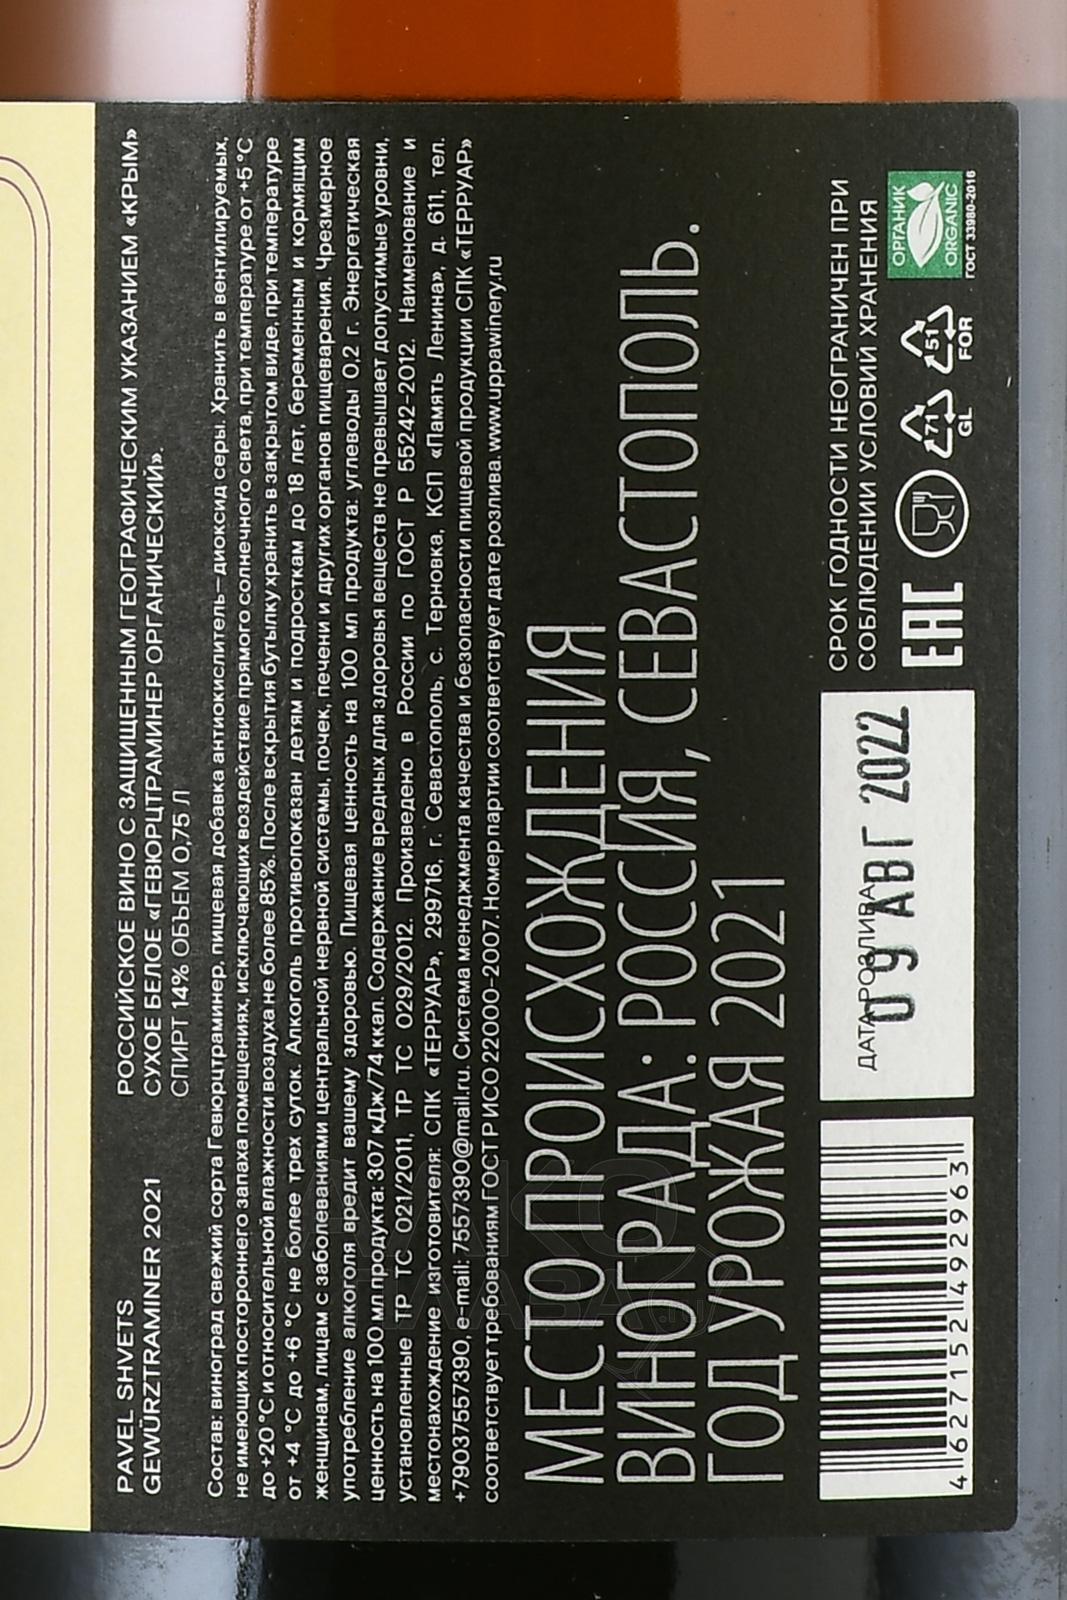 PAVEL SHVETS
GEWÜRZTRAMINER 2021
РОССИЙСКОЕ ВИНО С ЗАЩИЩЕННЫМ ГЕОГРАФИЧЕСКИМ УКАЗАНИЕМ «КРЫМ»
СУХОЕ БЕЛОЕ «ГЕВЮРЦТРАМИНЕР ОРГАНИЧЕСКИЙ».
СПИРТ 14% ОБЪЕМ 0,75 Л
Состав: виноград свежий сорта Гевюрцтраминер, пищевая добавка антиокислитель–диоксид серы. Хранить в вентилируемых,
не имеющих постороннего запаха помещениях, исключающих воздействие прямого солнечного света, при температуре от +5 °C
до +20 °C и относительной влажности воздуха не более 85%. После вскрытия бутылку хранить в закрытом виде, при температуре
от +4 °C до +6 °C не более трех суток. Алкоголь противопоказан детям и подросткам до 18 лет, беременным и кормящим
женщинам, лицам с заболеваниями центральной нервной системы, почек, печени и других органов пищеварения. Чрезмерное
употребление алкоголя вредит вашему здоровью. Пищевая ценность на 100 мл продукта: углеводы 0,2 г. Энергетическая
ценность на 100 мл продукта: 307 кДж/74 ккал. Содержание вредных для здоровья веществ не превышает допустимые уровни,
установленные ТР ТС 021/2011, ТР ТС 029/2012. Произведено в России по ГОСТ Р 55242-2012. Наименование и
местонахождение изготовителя: СПК «ТЕРРУАР», 299716, г. Севастополь, с. Терновка, КСП «Память Ленина», д. 611, тел.
+79037557390, e-mail: 7557390@mail.ru. Система менеджмента качества и безопасности пищевой продукции СПК «ТЕРРУАР»
соответствует требованиям ГОСТ Р ИСО 22000-2007. Номер партии соответствует дате розлива. www.uppawinery.ru
МЕСТО ПРОИСХОЖДЕНИЯ
ВИНОГРАДА: РОССИЯ, СЕВАСТОПОЛЬ.
ГОД УРОЖАЯ 2021
4 627152 492963
ДАТА РОЗЛИВА
09 АВГ 2022
СРОК ГОДНОСТИ НЕОГРАНИЧЕН ПРИ
СОБЛЮДЕНИИ УСЛОВИЙ ХРАНЕНИЯ
EAC
71
GL
51
FOR
ОРГАНИК
ORGANIC
ГОСТ 33980-2016